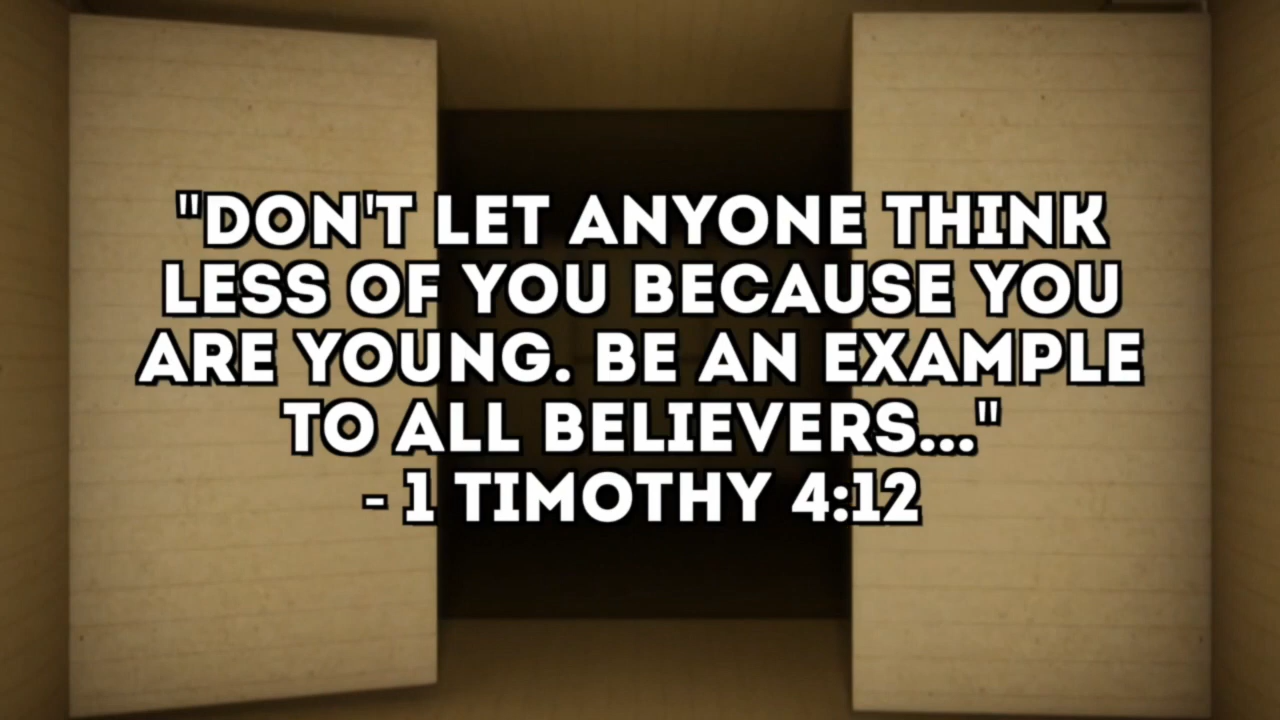 "DON'T LET ANYONE THINK
LESS OF YOU BECAUSE YOU
ARE YOUNG. BE AN EXAMPLE
TO ALL BELIEVERS..."
- 1 TIMOTHY 4:12